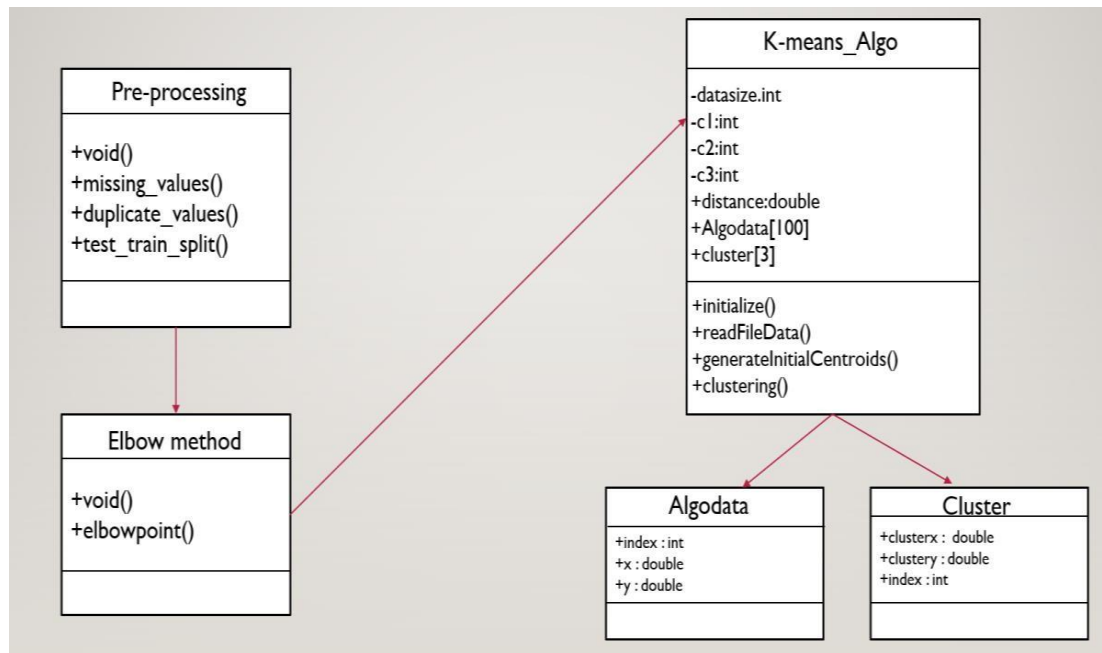 Pre-processing
+void()
+missing_values()
+duplicate_values()
+test_train_split()
Elbow method
+void()
+elbowpoint()
K-means_Algo
-datasize.int
-c1:int
-c2:int
-c3:int
+distance:double
+Algodata[100]
+cluster[3]
+initialize()
+readFileData()
+generateInitialCentroids()
+clustering()
Algodata
+index : int
+x : double
+y : double
Cluster
+clusterx : double
+clustery : double
+index : int